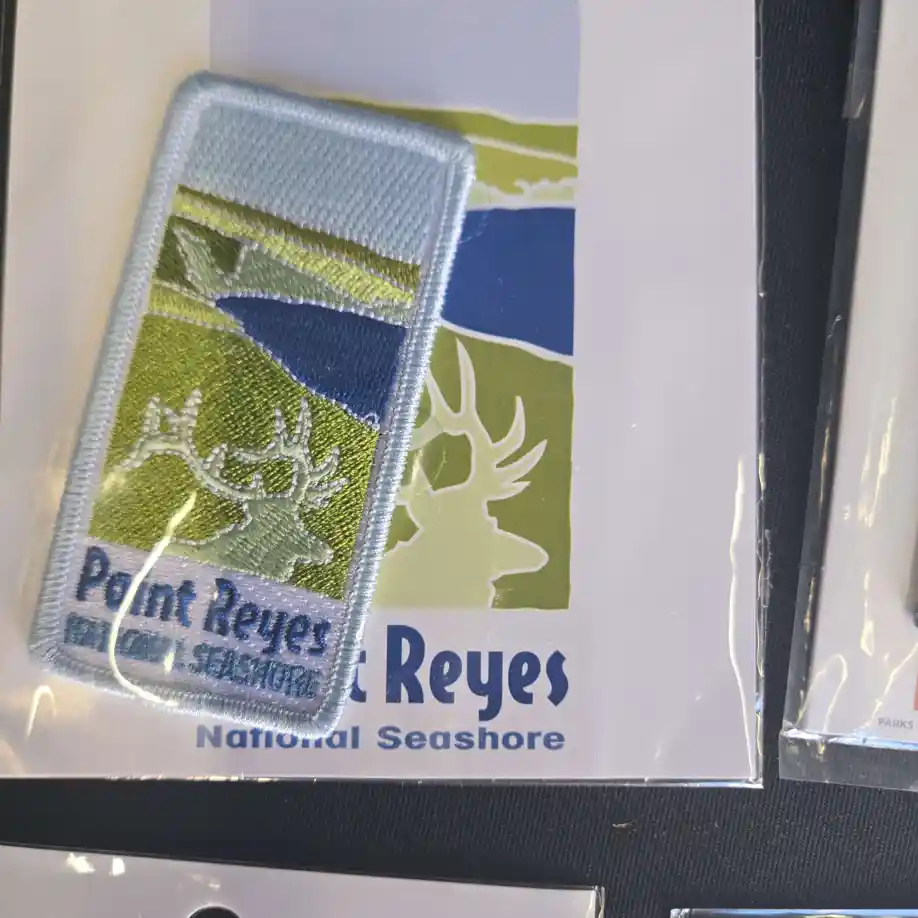 Point Reyes
NATIONAL SEASHORE
t Reyes
National Seashore
PARKS